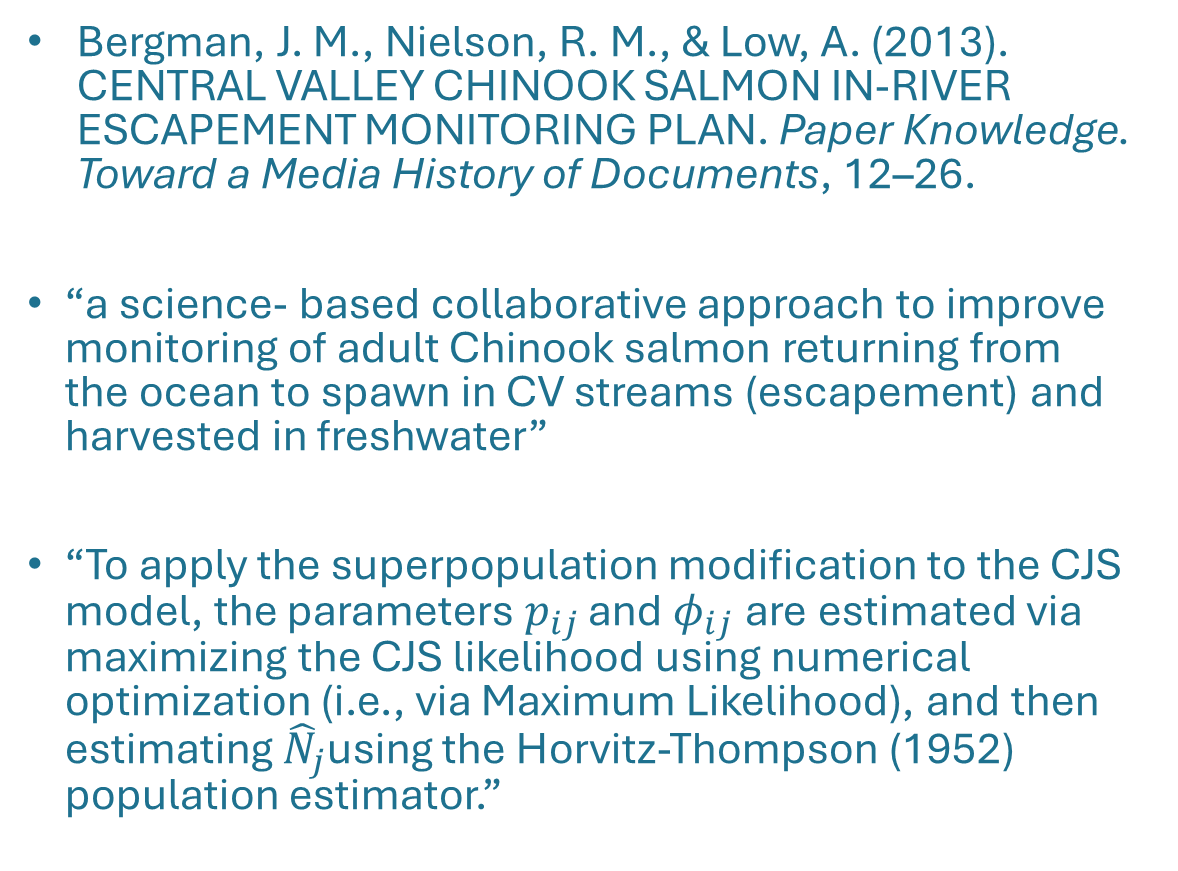 • Bergman, J. M., Nielson, R. M., & Low, A. (2013).
CENTRAL VALLEY CHINOOK SALMON IN-RIVER
ESCAPEMENT MONITORING PLAN. Paper Knowledge.
Toward a Media History of Documents, 12–26.
• “a science- based collaborative approach to improve
monitoring of adult Chinook salmon returning from
the ocean to spawn in CV streams (escapement) and
harvested in freshwater”
• “To apply the superpopulation modification to the CJS
model, the parameters 𝑝ᵢⱼ and 𝜙ᵢⱼ are estimated via
maximizing the CJS likelihood using numerical
optimization (i.e., via Maximum Likelihood), and then
estimating N̂ⱼ using the Horvitz-Thompson (1952)
population estimator.”